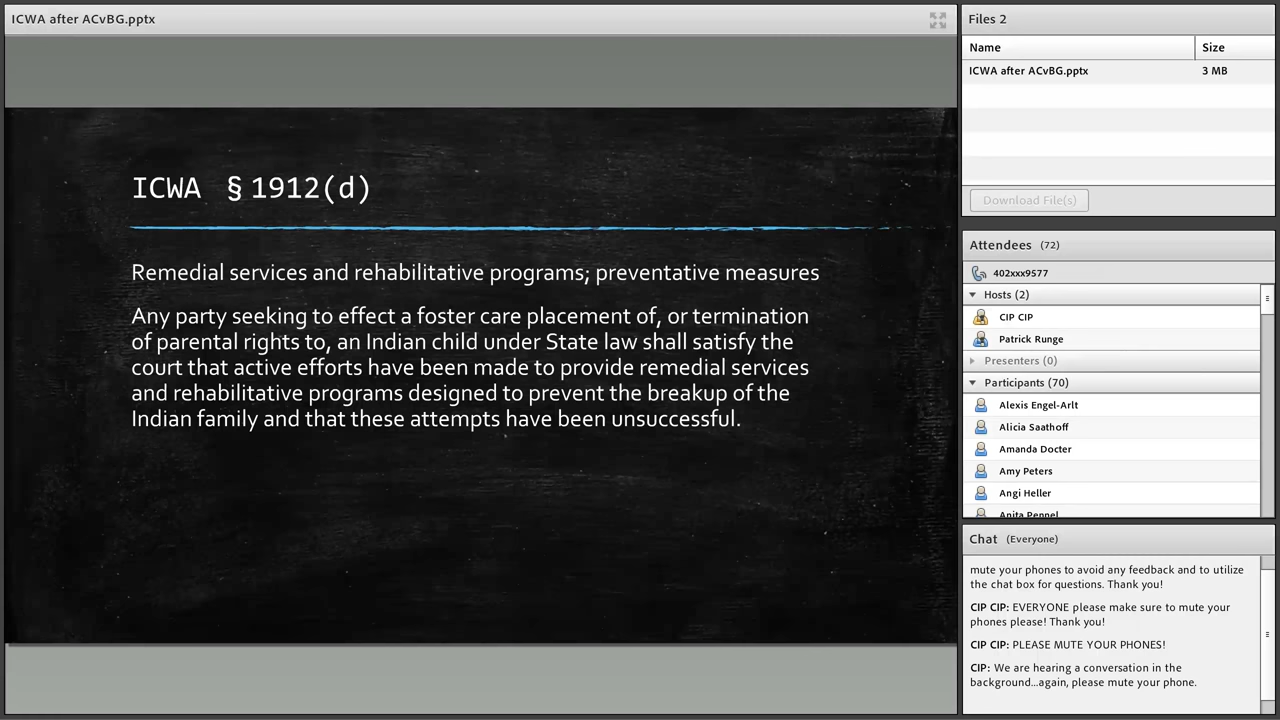 ICWA after ACvBG.pptx
ICWA §1912(d)
Remedial services and rehabilitative programs; preventative measures
Any party seeking to effect a foster care placement of, or termination
of parental rights to, an Indian child under State law shall satisfy the
court that active efforts have been made to provide remedial services
and rehabilitative programs designed to prevent the breakup of the
Indian family and that these attempts have been unsuccessful.
Files 2
Name Size
ICWA after ACvBG.pptx 3 MB
Download File(s)
Attendees (72)
402xxx9577
Hosts (2)
CIP CIP
Patrick Runge
Presenters (0)
Participants (70)
Alexis Engel-Arlt
Alicia Saathoff
Amanda Docter
Amy Peters
Angi Heller
Anita
Chat (Everyone)
mute your phones to avoid any feedback and to utilize
the chat box for questions. Thank you!
CIP CIP: EVERYONE please make sure to mute your
phones please! Thank you!
CIP CIP: PLEASE MUTE YOUR PHONES!
CIP: We are hearing a conversation in the
background...again, please mute your phone.